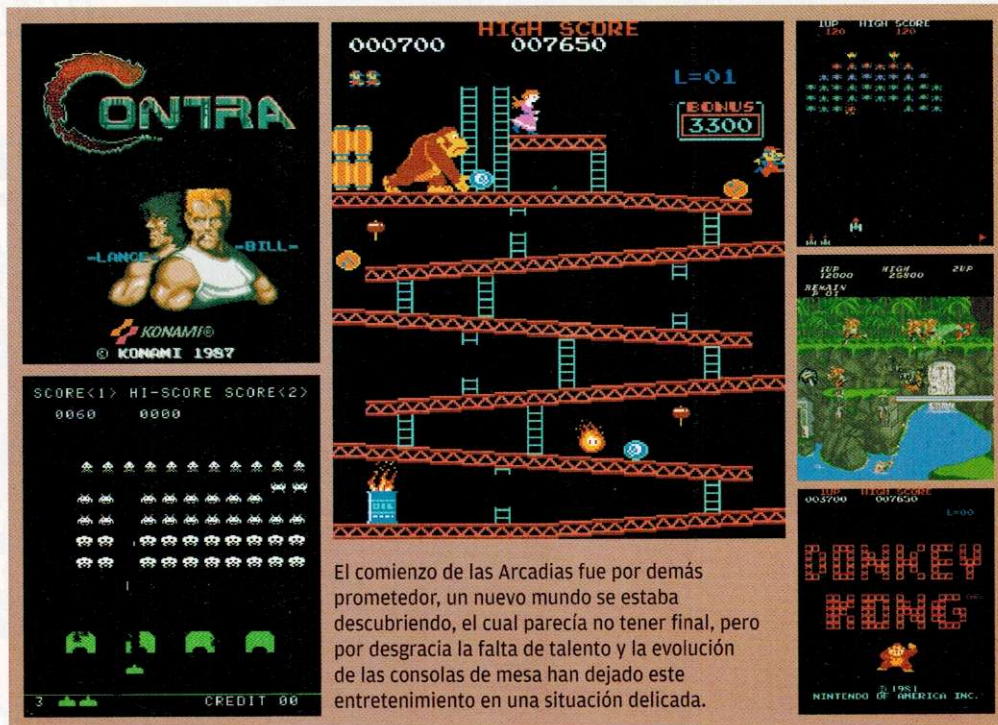 CONTRA
-LANCE-
-BILL-
KONAMI®
© KONAMI 1987
HIGH SCORE
000700 007650
L=01
BONUS
3300
1UP HIGH SCORE
120 120
1UP HIGH 2UP
12000 25800
REMAIN
P 01
SCORE<1> HI-SCORE SCORE<2>
0060 0000
3 CREDIT 00
OIL
El comienzo de las Arcadias fue por demás
prometedor, un nuevo mundo se estaba
descubriendo, el cual parecía no tener final, pero
por desgracia la falta de talento y la evolución
de las consolas de mesa han dejado este
entretenimiento en una situación delicada.
1UP HIGH SCORE
003700 007650
L=00
DONKEY
KONG
© 1981
NINTENDO OF AMERICA INC.